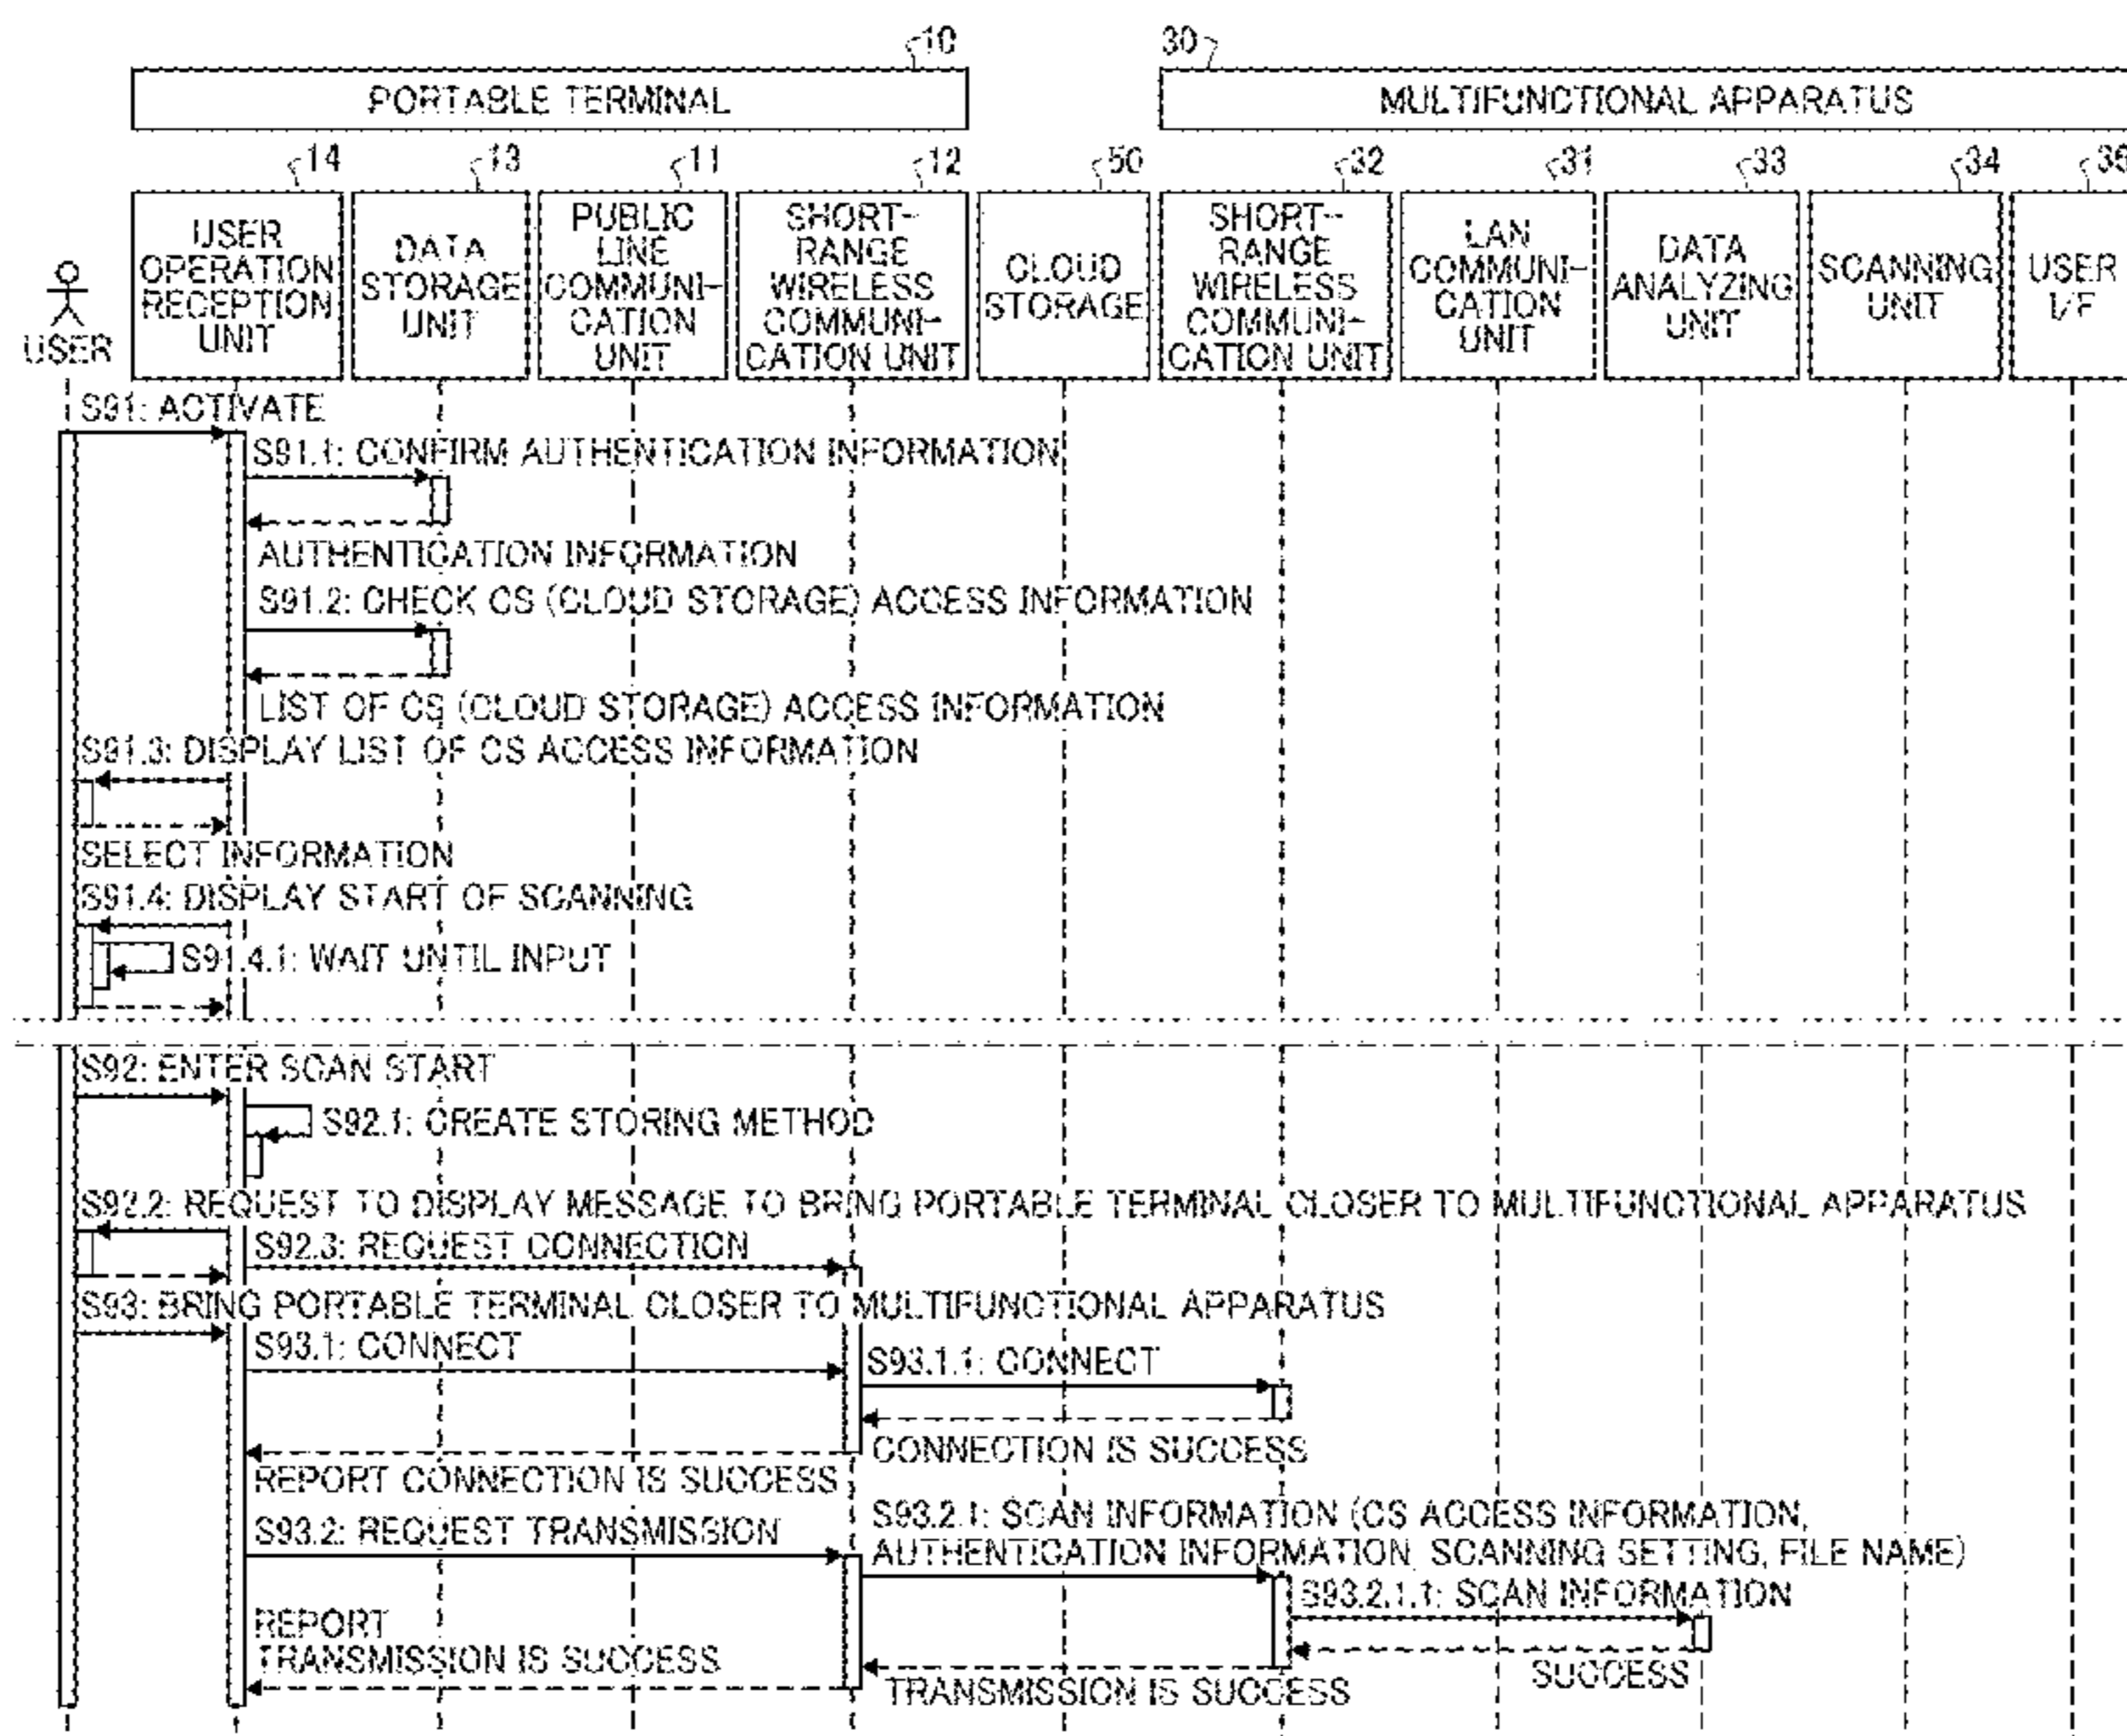 10
30
PORTABLE TERMINAL
MULTIFUNCTIONAL APPARATUS
14
13
11
12
50
32
31
33
34
35
USER
USER
OPERATION
RECEPTION
UNIT
DATA
STORAGE
UNIT
PUBLIC
LINE
COMMUNI-
CATION
UNIT
SHORT-
RANGE
WIRELESS
COMMUNI-
CATION UNIT
CLOUD
STORAGE
SHORT-
RANGE
WIRELESS
COMMUNI-
CATION UNIT
LAN
COMMUNI-
CATION
UNIT
DATA
ANALYZING
UNIT
SCANNING
UNIT
USER
I/F
S91: ACTIVATE
S91.1: CONFIRM AUTHENTICATION INFORMATION
AUTHENTICATION INFORMATION
S91.2: CHECK CS (CLOUD STORAGE) ACCESS INFORMATION
LIST OF CS (CLOUD STORAGE) ACCESS INFORMATION
S91.3: DISPLAY LIST OF CS ACCESS INFORMATION
SELECT INFORMATION
S91.4: DISPLAY START OF SCANNING
S91.4.1: WAIT UNTIL INPUT
S92: ENTER SCAN START
S92.1: CREATE STORING METHOD
S92.2: REQUEST TO DISPLAY MESSAGE TO BRING PORTABLE TERMINAL CLOSER TO MULTIFUNCTIONAL APPARATUS
S92.3: REQUEST CONNECTION
S93: BRING PORTABLE TERMINAL CLOSER TO MULTIFUNCTIONAL APPARATUS
S93.1: CONNECT
S93.1.1: CONNECT
CONNECTION IS SUCCESS
REPORT CONNECTION IS SUCCESS
S93.2: REQUEST TRANSMISSION
S93.2.1: SCAN INFORMATION (CS ACCESS INFORMATION,
AUTHENTICATION INFORMATION, SCANNING SETTING, FILE NAME)
S93.2.1.1: SCAN INFORMATION
SUCCESS
TRANSMISSION IS SUCCESS
REPORT
TRANSMISSION IS SUCCESS